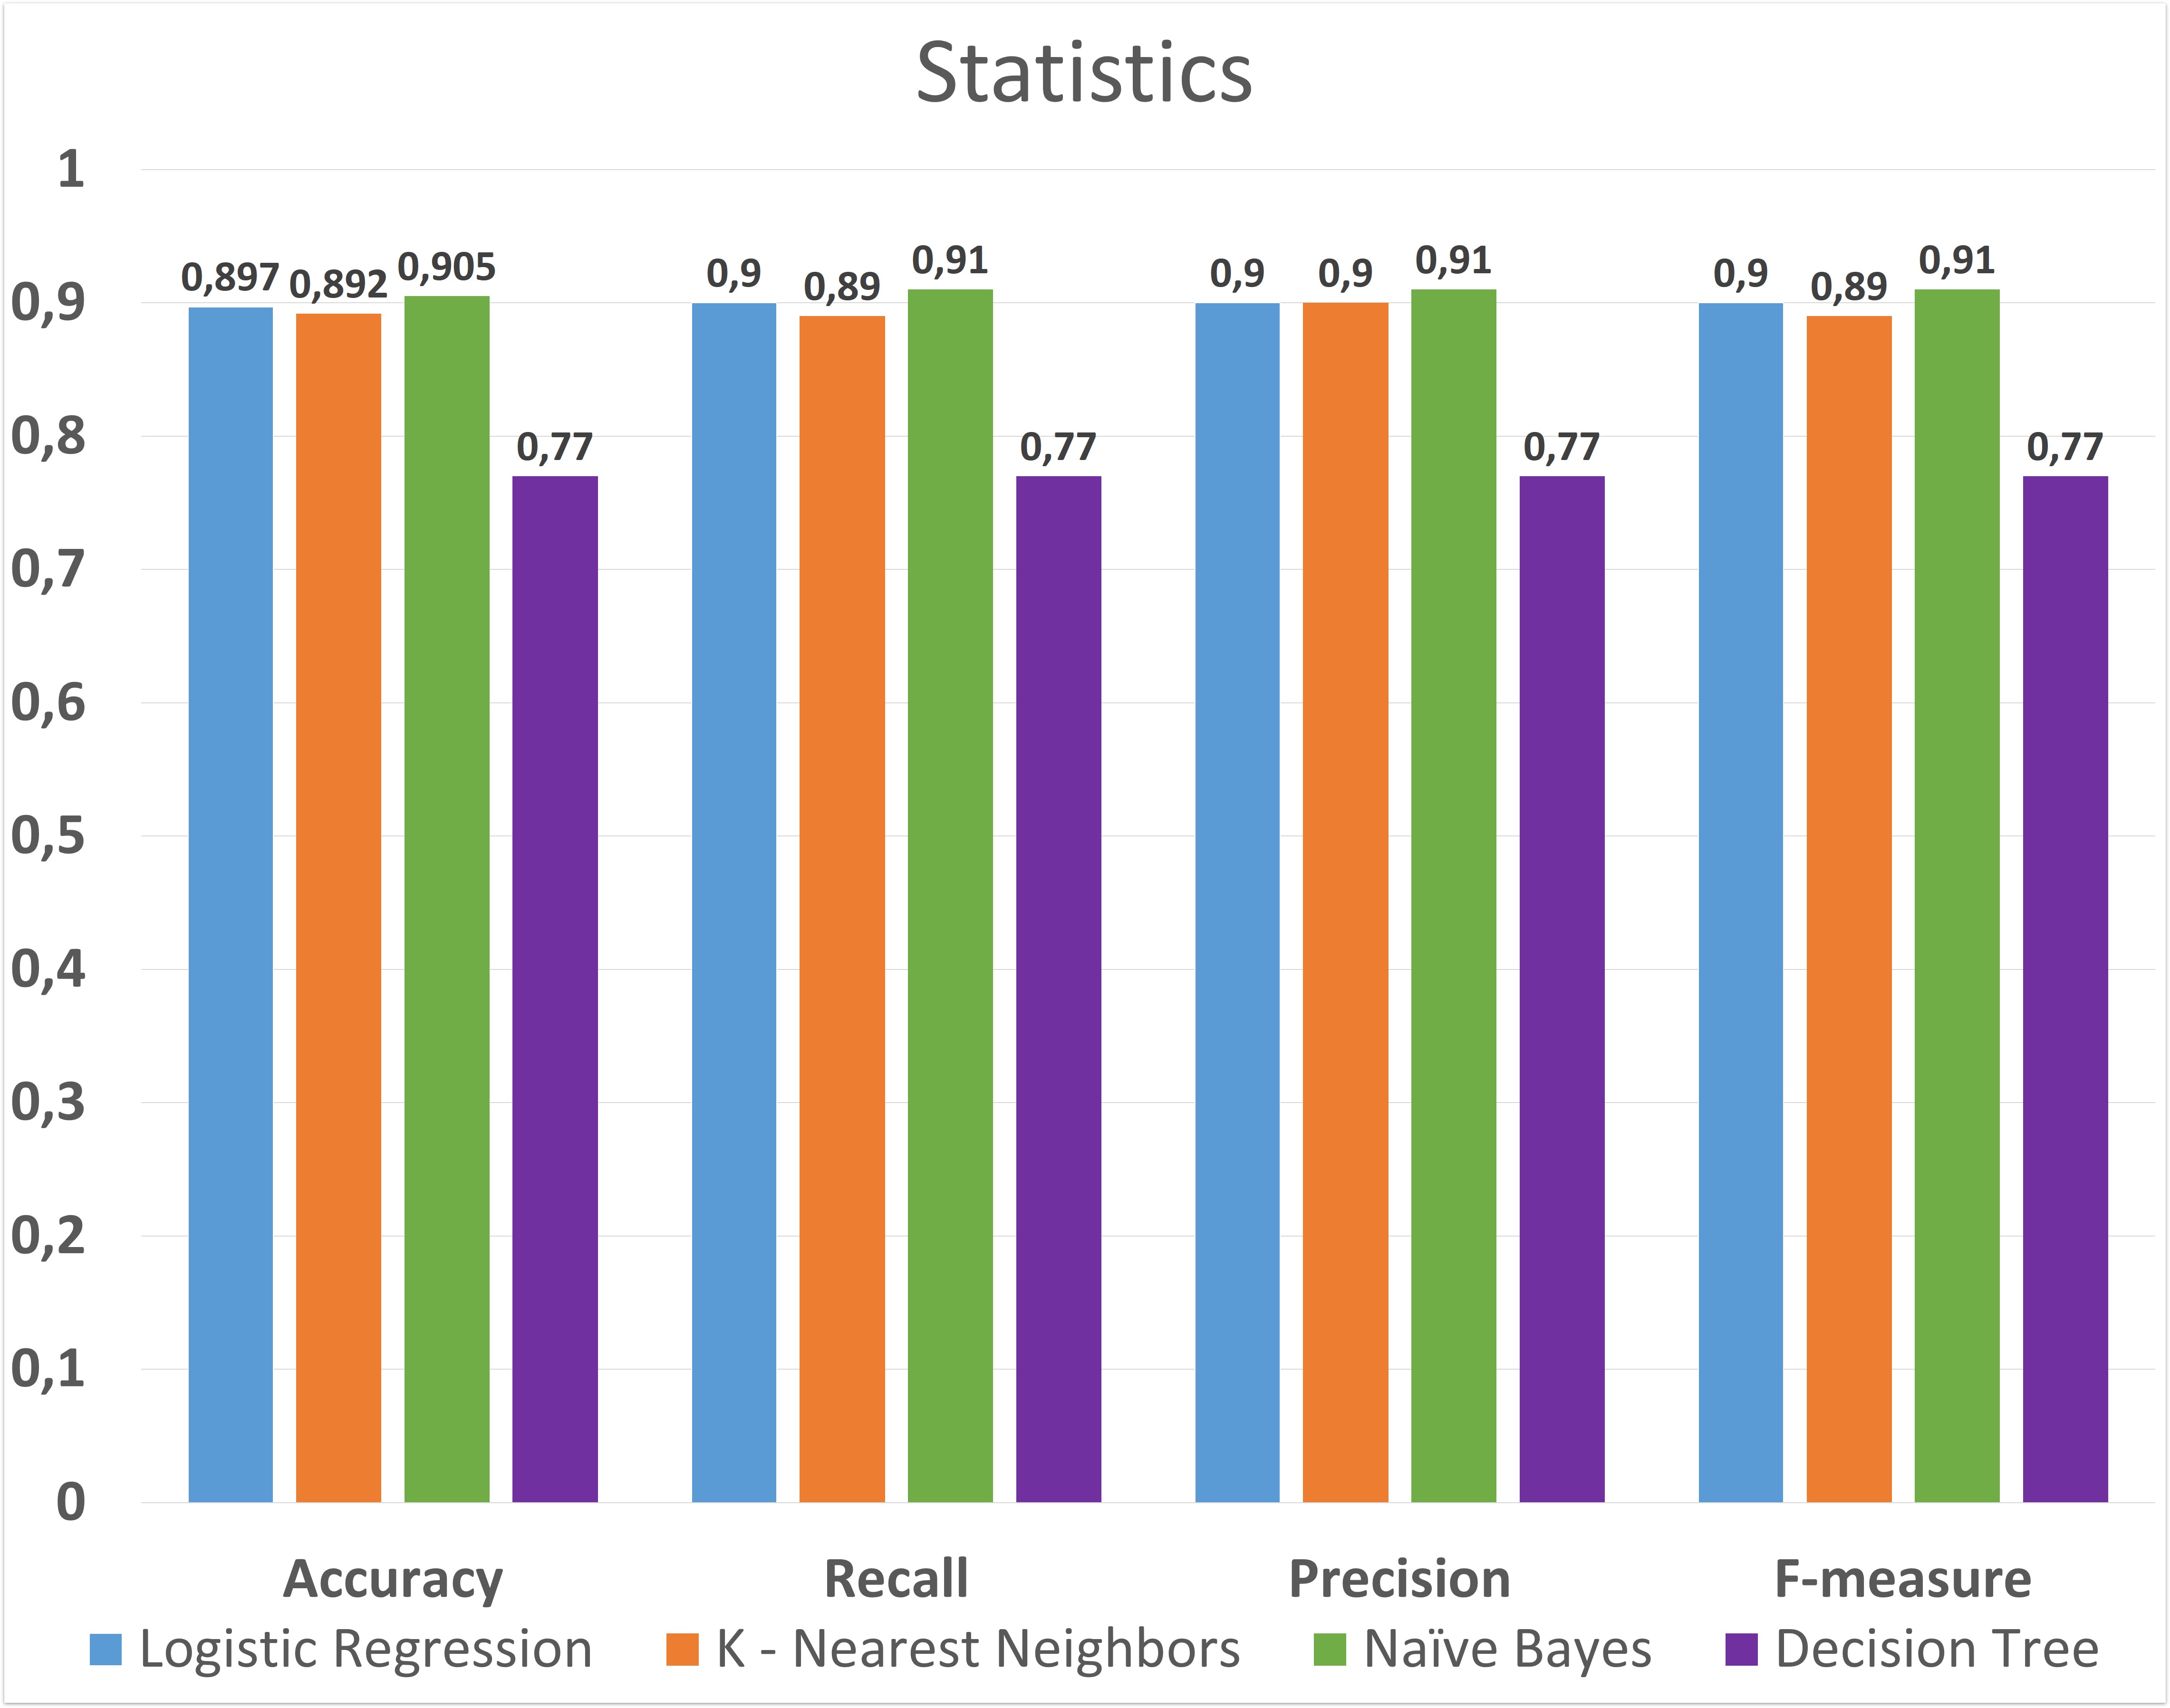 Statistics
1
0,9
0,8
0,7
0,6
0,5
0,4
0,3
0,2
0,1
0
0,897 0,892 0,905 0,77
0,9 0,89 0,91 0,77
0,9 0,9 0,91 0,77
0,9 0,89 0,91 0,77
Accuracy Recall Precision F-measure
Logistic Regression K - Nearest Neighbors Naïve Bayes Decision Tree